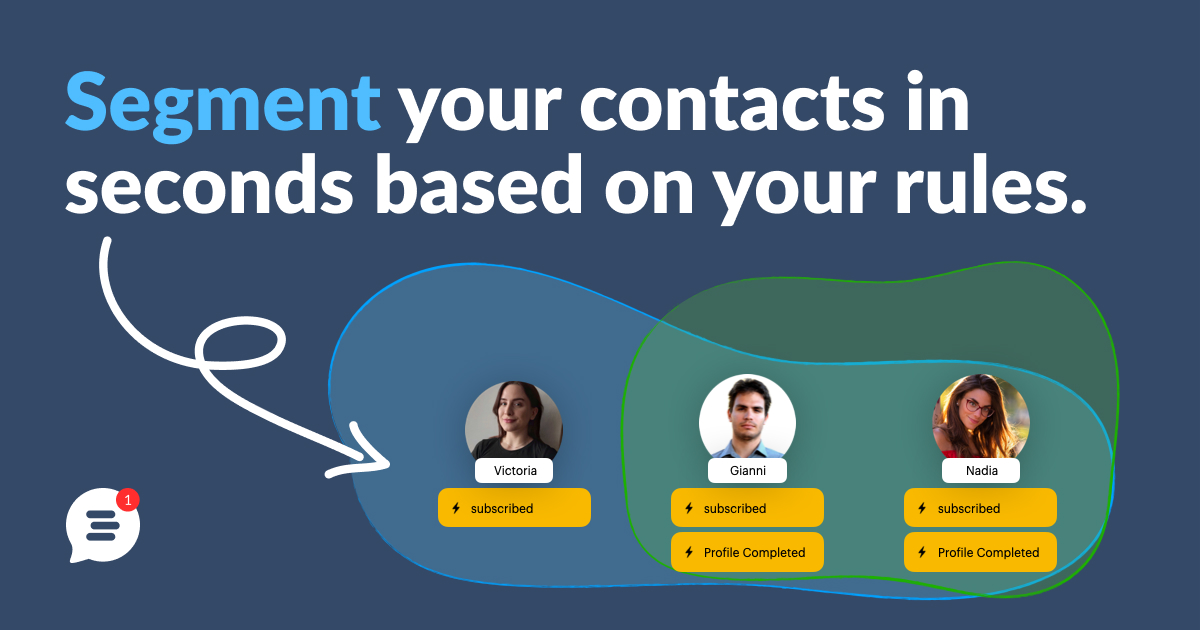 Segment your contacts in
seconds based on your rules.
Victoria
Gianni
Nadia
subscribed
subscribed
subscribed
Profile Completed
Profile Completed
1